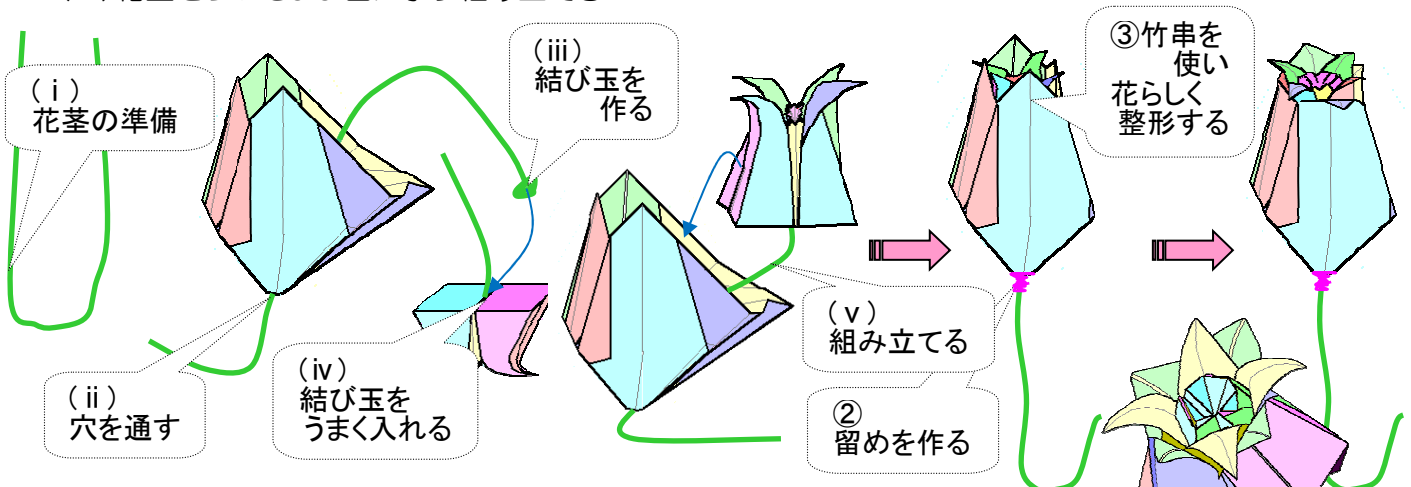 (ⅰ)
花茎の準備
(ⅱ)
穴を通す
(ⅲ)
結び玉を
作る
(ⅳ)
結び玉を
うまく入れる
(ⅴ)
組み立てる
②
留めを作る
③竹串を
使い
花らしく
整形する